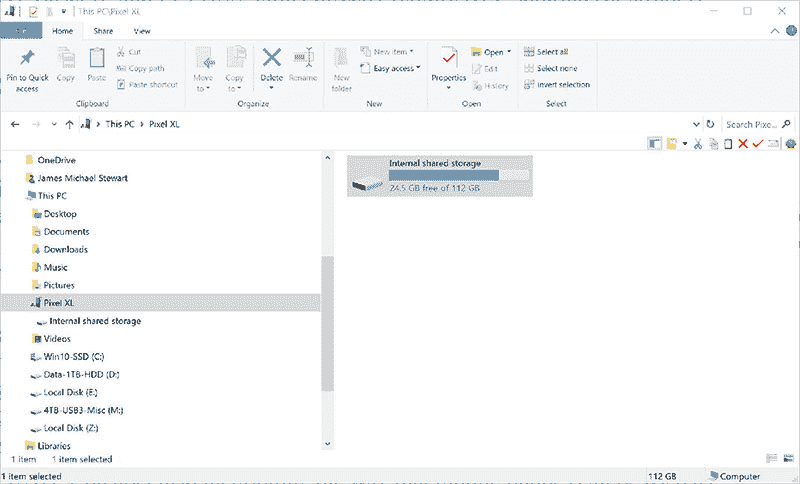 This PC\Pixel XL
File Home Share View
Pin to Quick access
Copy
Paste
Cut
Copy path
Paste shortcut
Clipboard
Move to
Copy to
Delete
Rename
Organize
New folder
New item
Easy access
New
Properties
Open
Edit
History
Open
Select all
Select none
Invert selection
Select
This PC > Pixel XL
Search Pixe...
OneDrive
James Michael Stewart
This PC
Desktop
Documents
Downloads
Music
Pictures
Pixel XL
Internal shared storage
Videos
Win10-SSD (C:)
Data-1TB-HDD (D:)
Local Disk (E:)
4TB-USB3-Misc (M:)
Local Disk (Z:)
Libraries
Internal shared storage
24.5 GB free of 112 GB
1 item 1 item selected
1 item selected 112 GB Computer